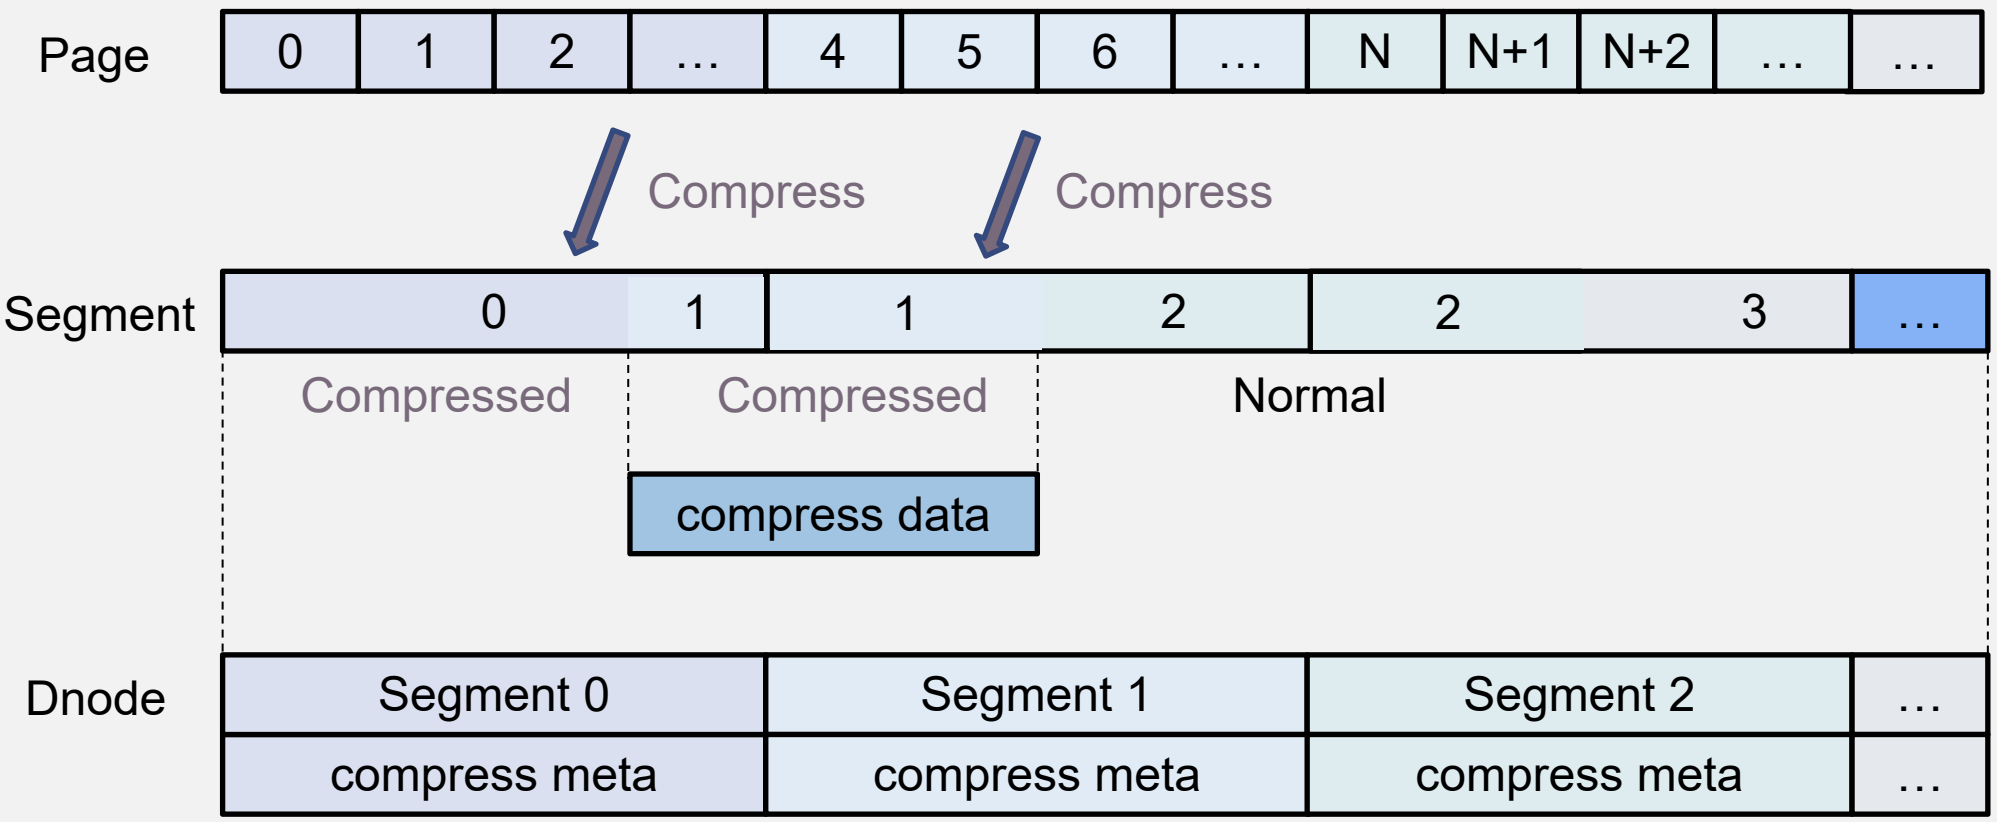 Page 0 1 2 … 4 5 6 … N N+1 N+2 … …
Compress Compress
Segment 0 1 1 2 2 3 …
Compressed Compressed Normal
compress data
Dnode Segment 0 Segment 1 Segment 2 …
compress meta compress meta compress meta …